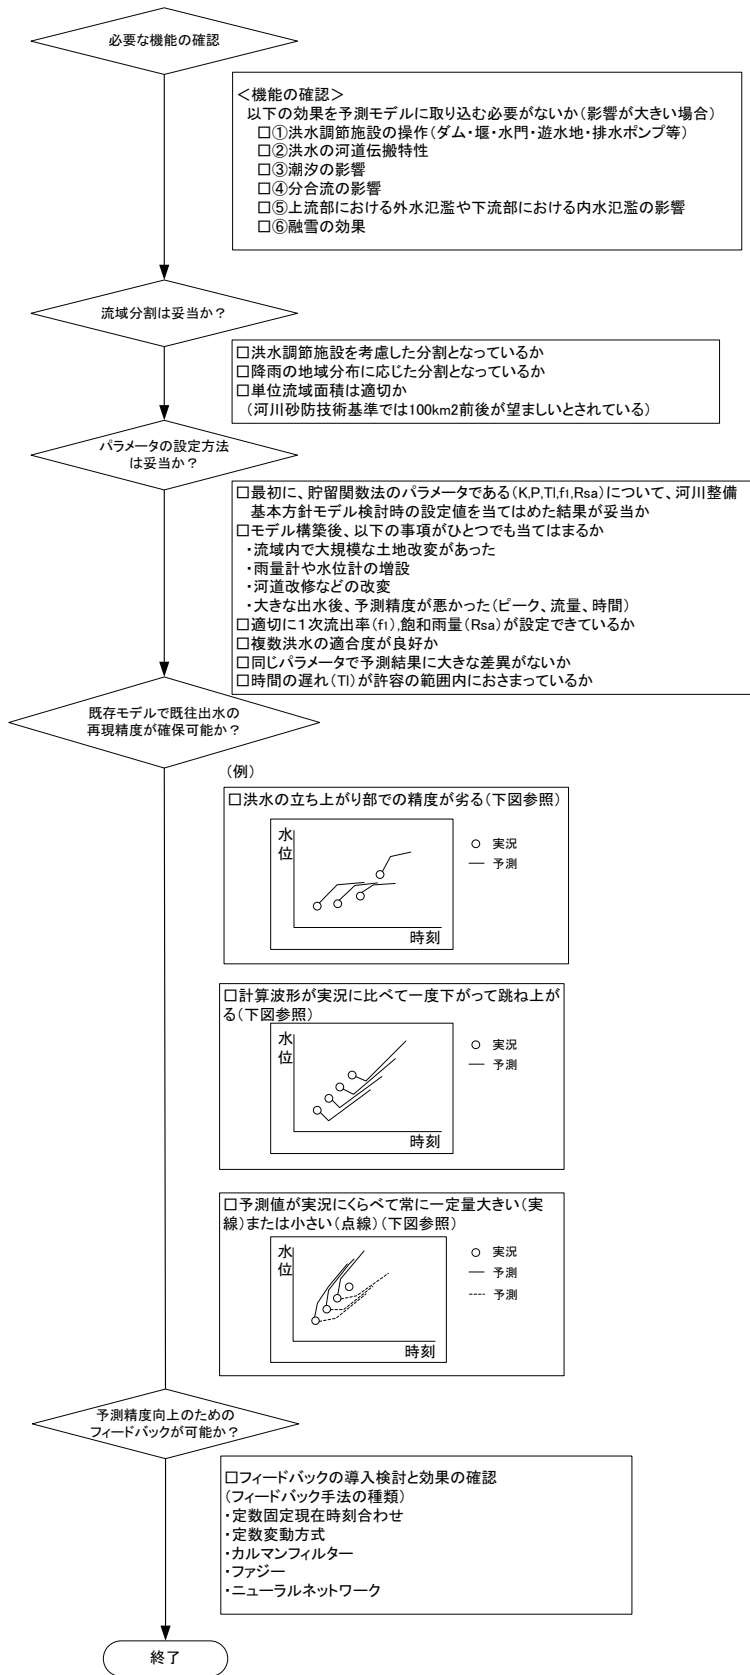 必要な機能の確認
＜機能の確認＞
以下の効果を予測モデルに取り込む必要がないか（影響が大きい場合）
□①洪水調節施設の操作（ダム・堰・水門・遊水地・排水ポンプ等）
□②洪水の河道伝搬特性
□③潮汐の影響
□④分合流の影響
□⑤上流部における外水氾濫や下流部における内水氾濫の影響
□⑥融雪の効果
流域分割は妥当か？
□洪水調節施設を考慮した分割となっているか
□降雨の地域分布に応じた分割となっているか
□単位流域面積は適切か
（河川砂防技術基準では100km2前後が望ましいとされている）
パラメータの設定方法
は妥当か？
□最初に、貯留関数法のパラメータである（K,P,Tl,f1,Rsa）について、河川整備
基本方針モデル検討時の設定値を当てはめた結果が妥当か
□モデル構築後、以下の事項がひとつでも当てはまるか
・流域内で大規模な土地改変があった
・雨量計や水位計の増設
・河道改修などの改変
・大きな出水後、予測精度が悪かった（ピーク、流量、時間）
□適切に１次流出率（f1）,飽和雨量（Rsa）が設定できているか
□複数洪水の適合度が良好か
□同じパラメータで予測結果に大きな差異がないか
□時間の遅れ（Tl）が許容の範囲内におさまっているか
既存モデルで既往出水の
再現精度が確保可能か？
（例）
□洪水の立ち上がり部での精度が劣る（下図参照）
水
位
○ 実況
― 予測
時刻
□計算波形が実況に比べて一度下がって跳ね上が
る（下図参照）
水
位
○ 実況
― 予測
時刻
□予測値が実況にくらべて常に一定量大きい（実
線）または小さい（点線）（下図参照）
水
位
○ 実況
― 予測
---- 予測
時刻
予測精度向上のための
フィードバックが可能か？
□フィードバックの導入検討と効果の確認
（フィードバック手法の種類）
・定数固定現在時刻合わせ
・定数変動方式
・カルマンフィルター
・ファジー
・ニューラルネットワーク
終了